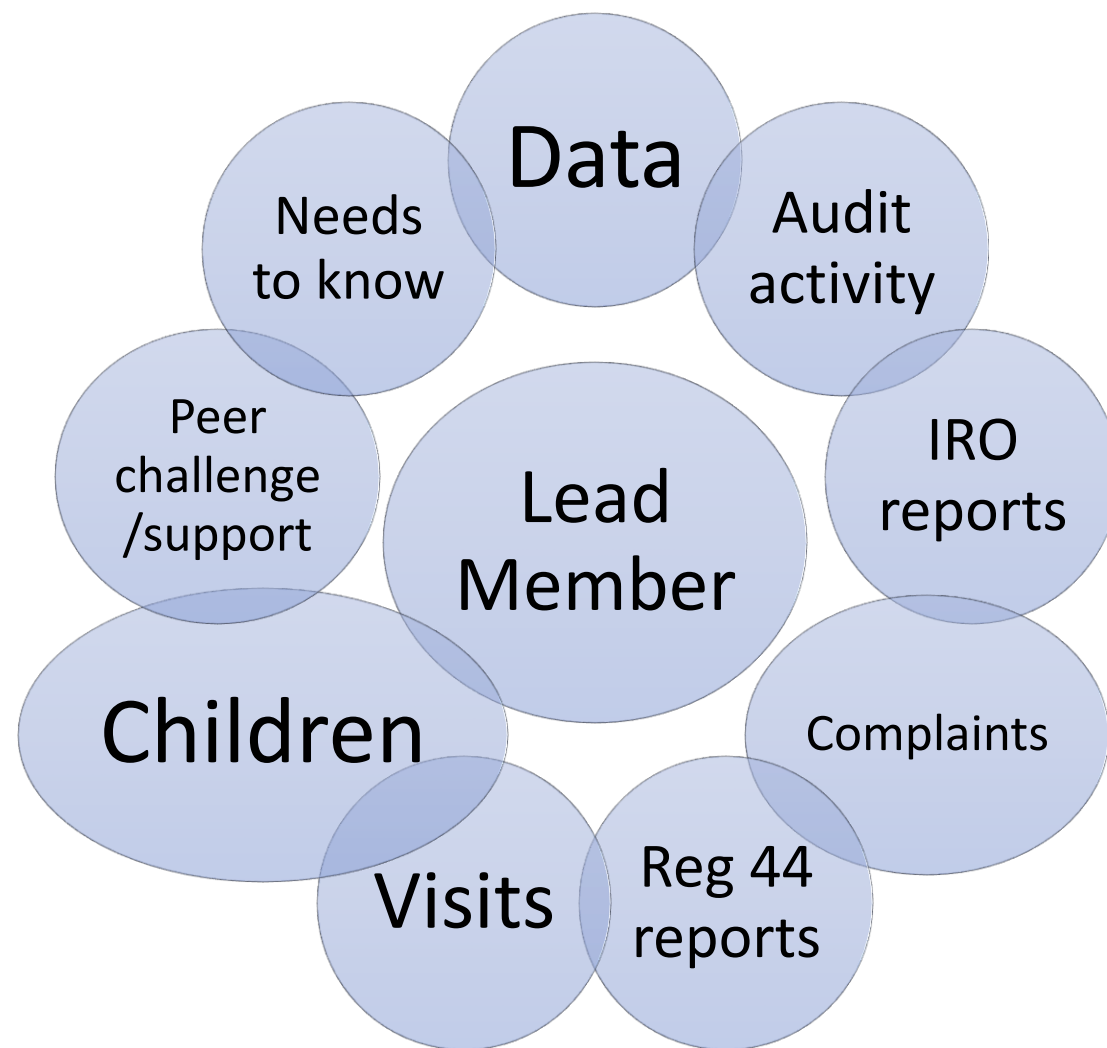 Data
Needs
to know
Audit
activity
Peer
challenge
/support
IRO
reports
Lead
Member
Children
Complaints
Visits
Reg 44
reports